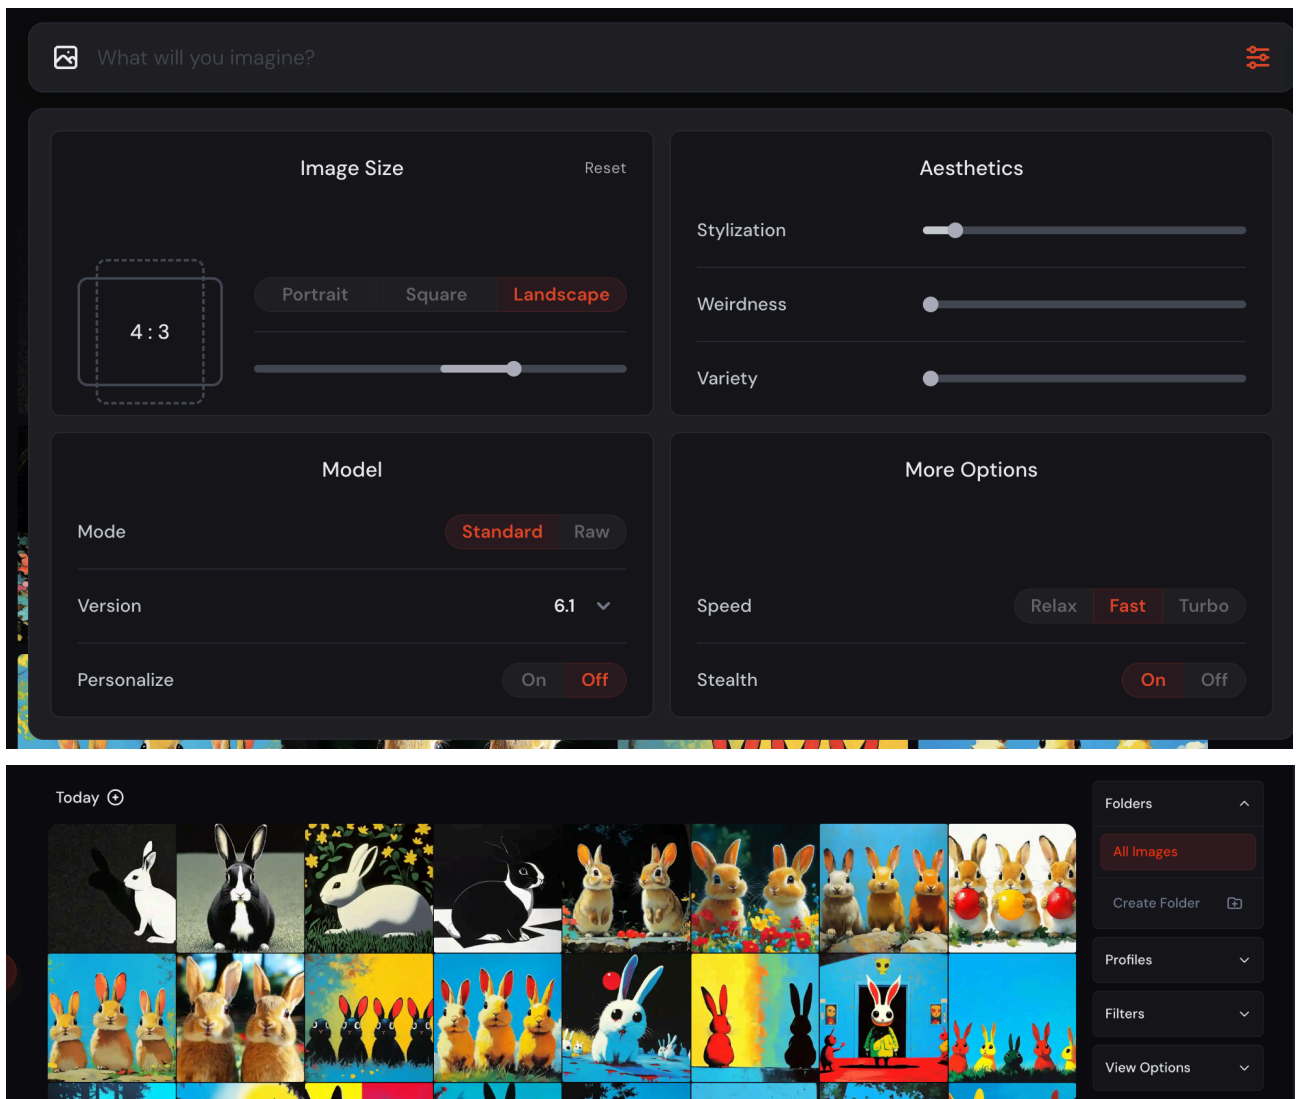 What will you imagine?
Image Size
Reset
4 : 3
Portrait
Square
Landscape
Aesthetics
Stylization
Weirdness
Variety
Model
Mode
Standard
Raw
Version
6.1
Personalize
On
Off
More Options
Speed
Relax
Fast
Turbo
Stealth
On
Off
Today
Folders
All Images
Create Folder
Profiles
Filters
View Options